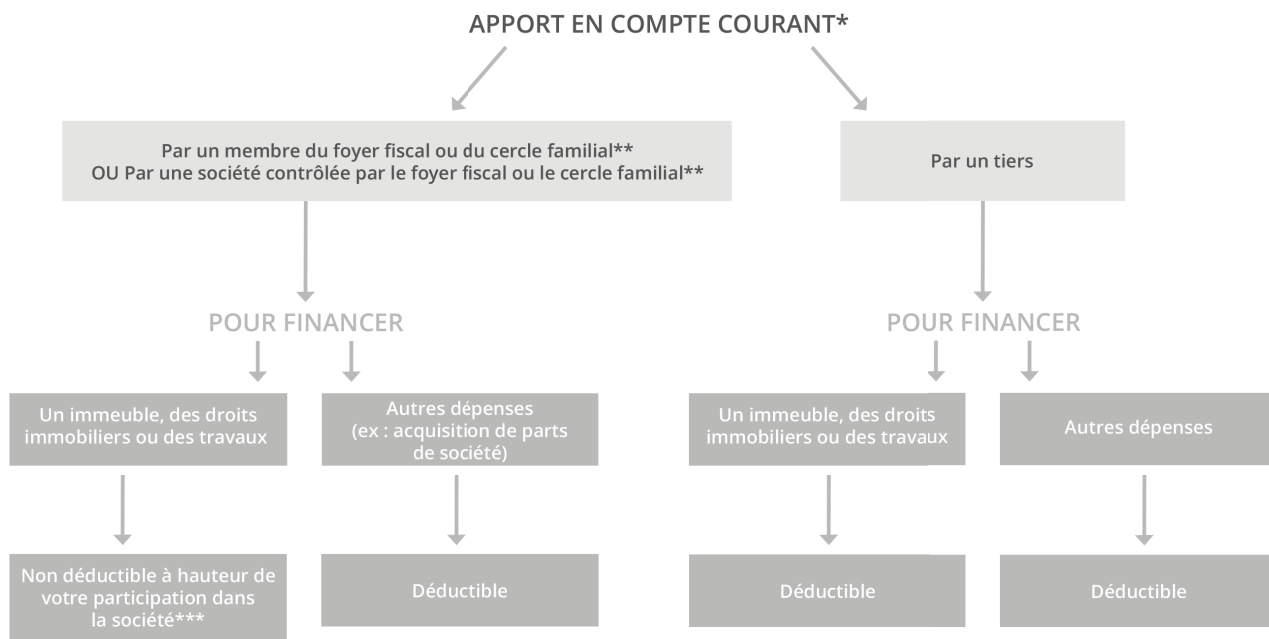 APPORT EN COMPTE COURANT*
Par un membre du foyer fiscal ou du cercle familial**
OU Par une société contrôlée par le foyer fiscal ou le cercle familial**
Par un tiers
POUR FINANCER
POUR FINANCER
Un immeuble, des droits
immobiliers ou des travaux
Autres dépenses
(ex : acquisition de parts
de société)
Un immeuble, des droits
immobiliers ou des travaux
Autres dépenses
Non déductible à hauteur de
votre participation dans
la société***
Déductible
Déductible
Déductible